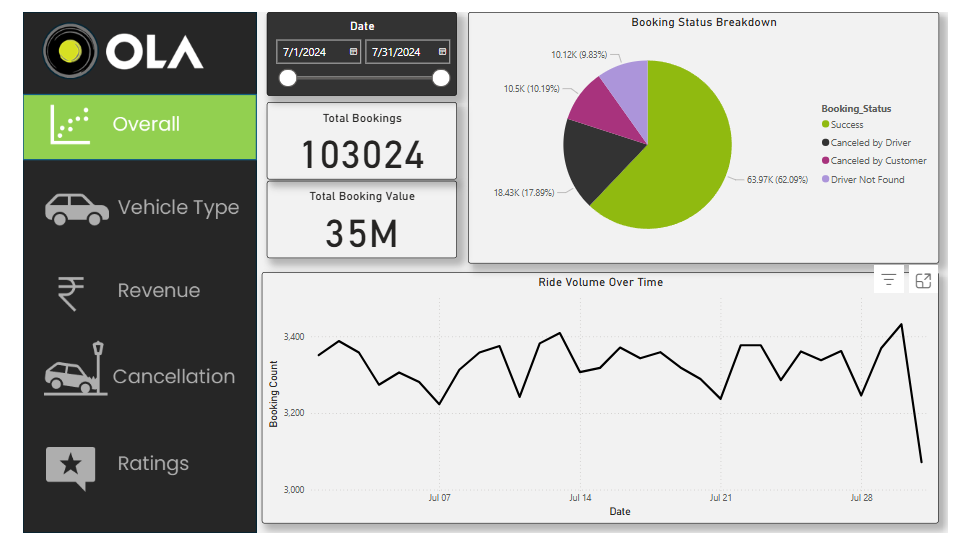 OLA
Overall
Vehicle Type
Revenue
Cancellation
Ratings
Date
7/1/2024
7/31/2024
Total Bookings
103024
Total Booking Value
35M
Booking Status Breakdown
10.12K (9.83%)
10.5K (10.19%)
18.43K (17.89%)
63.97K (62.09%)
Booking_Status
Success
Canceled by Driver
Canceled by Customer
Driver Not Found
Ride Volume Over Time
Booking Count
3,400
3,200
3,000
Jul 07
Jul 14
Jul 21
Jul 28
Date